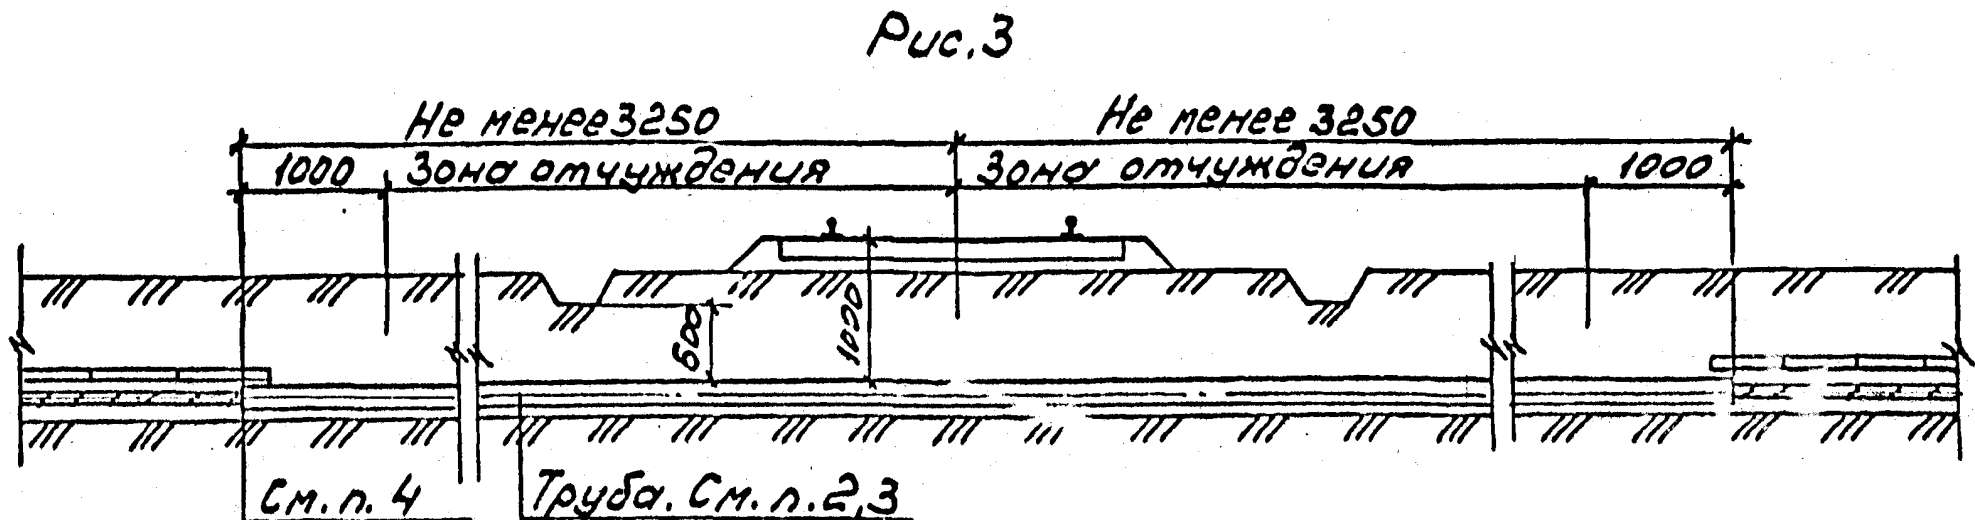 Рис.3
Не менее 3250 Не менее 3250
1000 Зона отчуждения Зона отчуждения 1000
500 1000
См. п. 4 Труба. См. п. 2,3